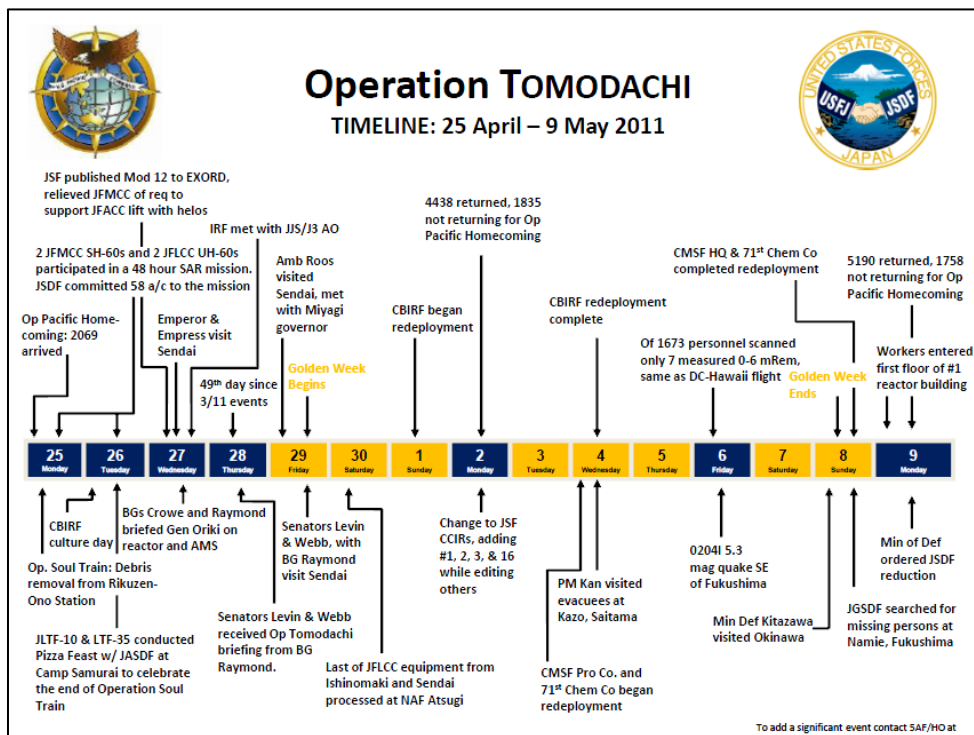 Operation TOMODACHI
TIMELINE: 25 April – 9 May 2011
UNITED STATES FORCES
USFJ
JSDF
JAPAN
JSF published Mod 12 to EXORD,
relieved JFMCC of req to
support JFACC lift with helos
2 JFMCC SH-60s and 2 JFLCC UH-60s
participated in a 48 hour SAR mission.
JSDF committed 58 a/c to the mission
Op Pacific Home-
coming: 2069
arrived
Emperor &
Empress visit
Sendai
IRF met with JJS/J3 AO
49th day since
3/11 events
Amb Roos
visited
Sendai, met
with Miyagi
governor
Golden Week
Begins
CBIRF began
redeployment
4438 returned, 1835
not returning for Op
Pacific Homecoming
CBIRF redeployment
complete
Of 1673 personnel scanned
only 7 measured 0-6 mRem,
same as DC-Hawaii flight
CMSF HQ & 71st Chem Co
completed redeployment
Golden Week
Ends
5190 returned, 1758
not returning for Op
Pacific Homecoming
Workers entered
first floor of #1
reactor building
25
Monday
26
Tuesday
27
Wednesday
28
Thursday
29
Friday
30
Saturday
1
Sunday
2
Monday
3
Tuesday
4
Wednesday
5
Thursday
6
Friday
7
Saturday
8
Sunday
9
Monday
CBIRF
culture day
Op. Soul Train: Debris
removal from Rikuzen-
Ono Station
JLTF-10 & LTF-35 conducted
Pizza Feast w/ JASDF at
Camp Samurai to celebrate
the end of Operation Soul
Train
BGs Crowe and Raymond
briefed Gen Oriki on
reactor and AMS
Senators Levin & Webb
received Op Tomodachi
briefing from BG
Raymond.
Senators Levin
& Webb, with
BG Raymond
visit Sendai
Last of JFLCC equipment from
Ishinomaki and Sendai
processed at NAF Atsugi
Change to JSF
CCIRs, adding
#1, 2, 3, & 16
while editing
others
CMSF Pro Co. and
71st Chem Co began
redeployment
PM Kan visited
evacuees at
Kazo, Saitama
0204I 5.3
mag quake SE
of Fukushima
Min Def Kitazawa
visited Okinawa
JGSDF searched for
missing persons at
Namie, Fukushima
Min of Def
ordered JSDF
reduction
To add a significant event contact 5AF/HO at